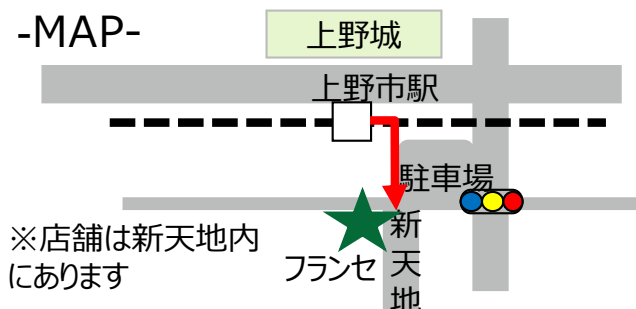 -MAP-
上野城
上野市駅
駐車場
※店舗は新天地内
にあります
フランセ
新天地